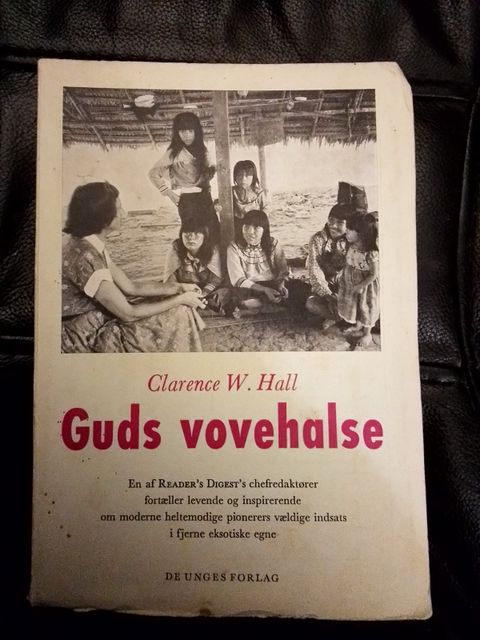 Clarence W. Hall
Guds vovehalse
En af READER'S DIGEST's chefredaktører
fortæller levende og inspirerende
om moderne heltemodige pionerers vældige indsats
i fjerne eksotiske egne
DE UNGES FORLAG